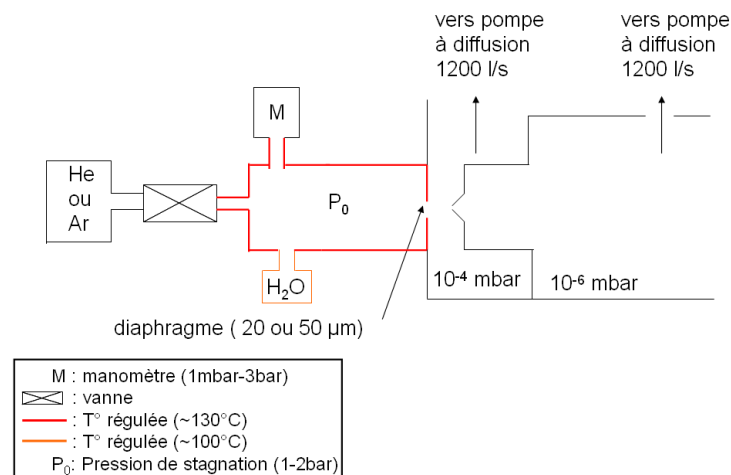 vers pompe
à diffusion
1200 l/s
vers pompe
à diffusion
1200 l/s
M
He
ou
Ar
P₀
H₂O
10⁻⁴ mbar
10⁻⁶ mbar
diaphragme ( 20 ou 50 µm)
M : manomètre (1mbar-3bar)
: vanne
: T° régulée (~130°C)
: T° régulée (~100°C)
P₀: Pression de stagnation (1-2bar)